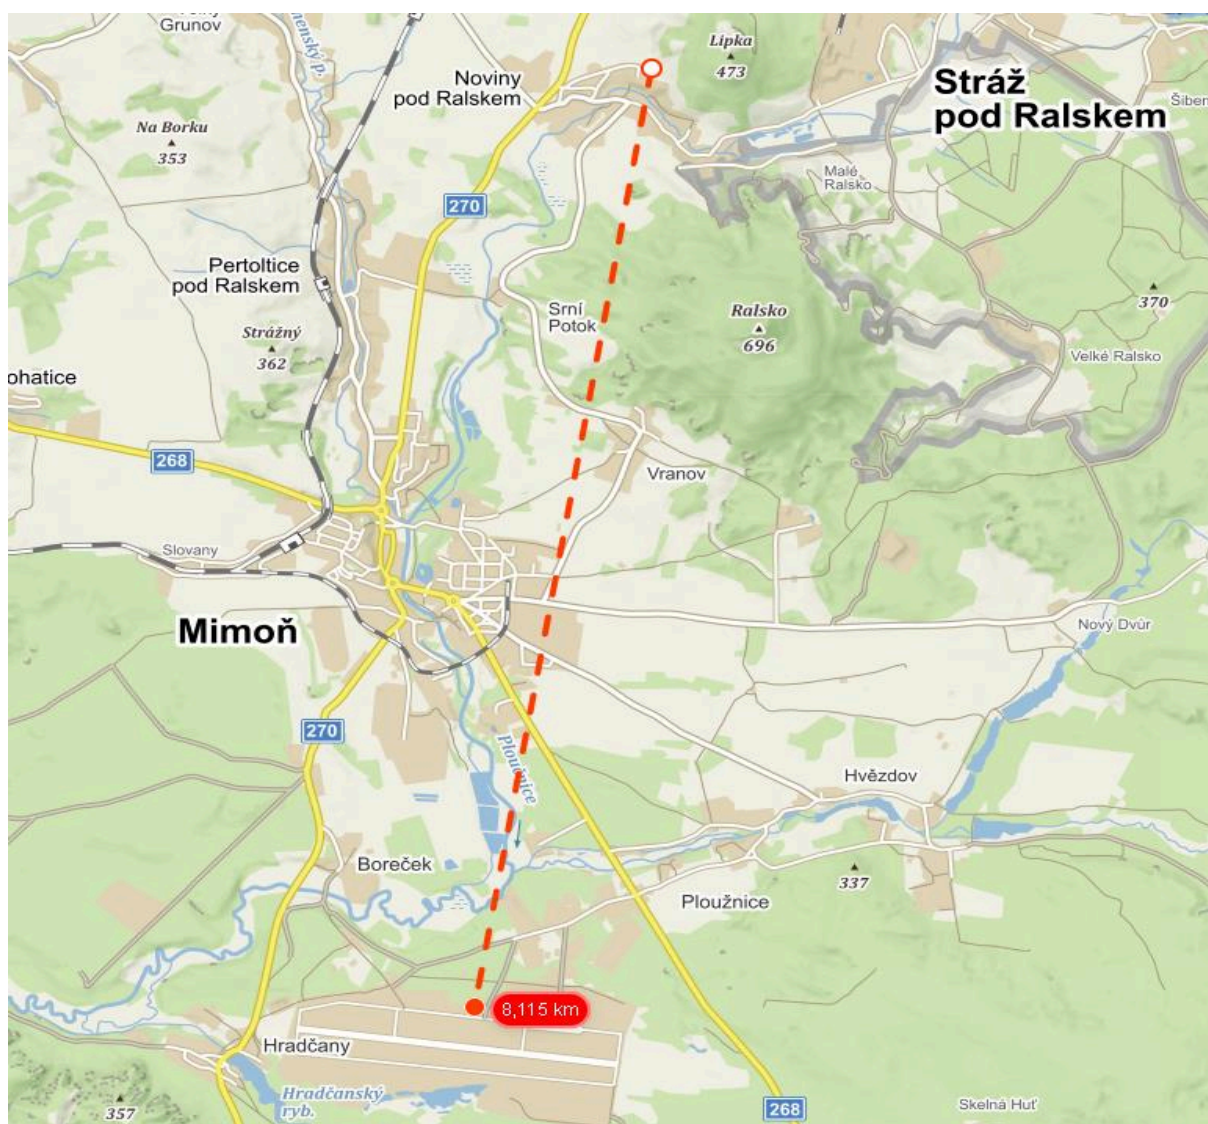 Grunov
menský p.
Lipka
473
Noviny
pod Ralskem
Stráž
pod Ralskem
Šiben
Na Borku
353
Malé
Ralsko
270
Pertoltice
pod Ralskem
370
Srní
Potok
Ralsko
696
Strážný
362
Velké Ralsko
ohatice
268
Vranov
Slovany
Mimoň
Nový Dvůr
270
Ploučnice
Hvězdov
Boreček
337
Ploužnice
8,115 km
Hradčany
Hradčanský
ryb.
357
268
Skelná Huť